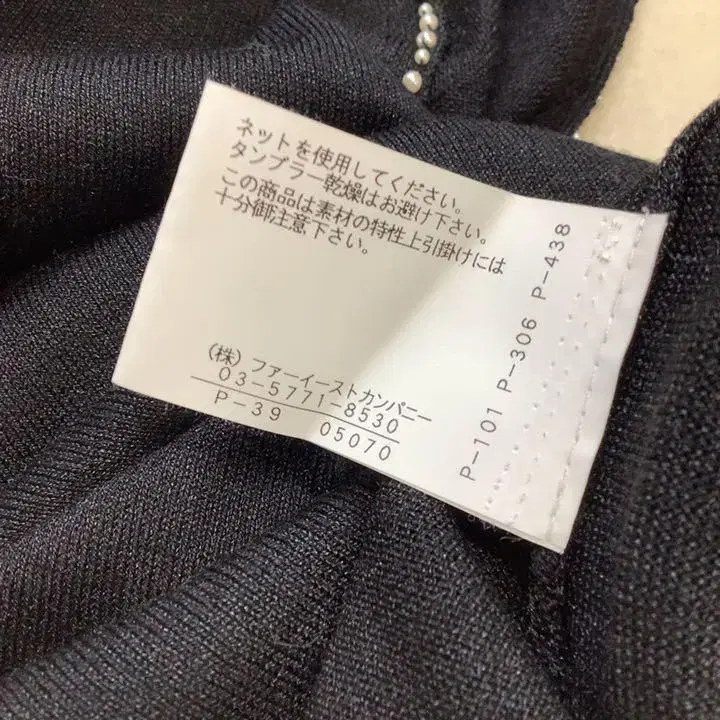 ネットを使用してください。
タンブラー乾燥はお避け下さい。
この商品は素材の特性上引掛けには
十分御注意下さい。
(株) ファーイーストカンパニー
03-5771-8530
P-39 05070
P-101 P-306 P-438